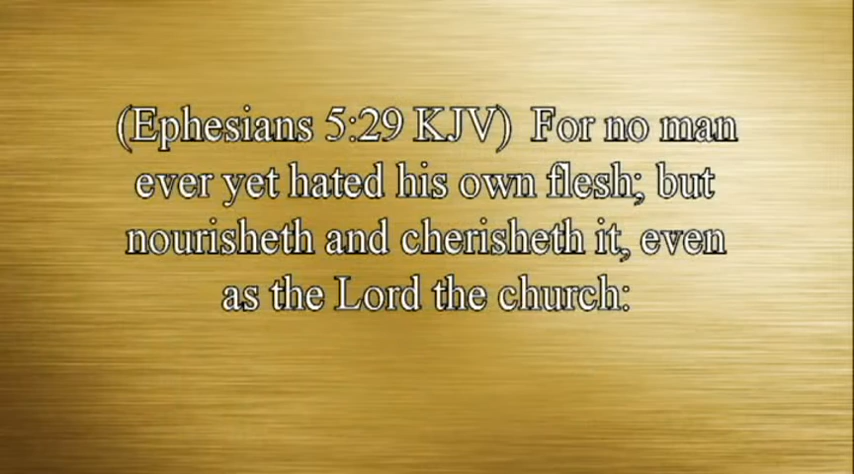 (Ephesians 5:29 KJV)  For no man
ever yet hated his own flesh; but
nourisheth and cherisheth it, even
as the Lord the church: